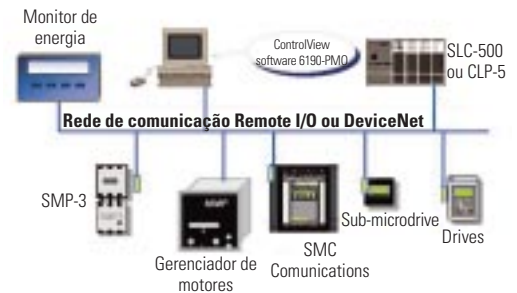 Monitor de
energia
ControlView
software 6190-PMO
SLC-500
ou CLP-5
Rede de comunicação Remote I/O ou DeviceNet
SMP-3
MMP
Gerenciador de
motores
SMC
Comunications
Sub-microdrive
Drives